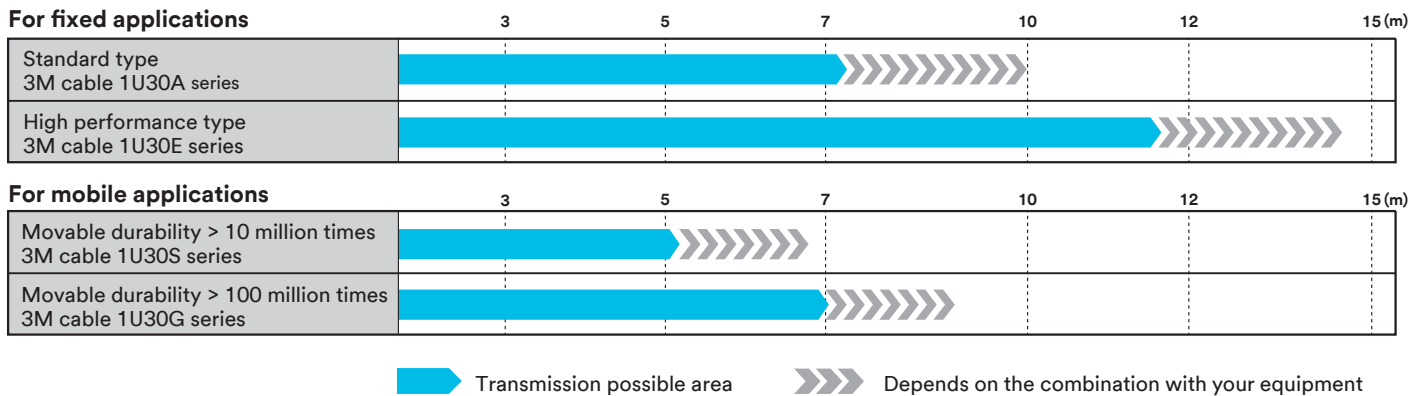 For fixed applications 3 5 7 10 12 15 (m)
Standard type
3M cable 1U30A series
High performance type
3M cable 1U30E series
For mobile applications 3 5 7 10 12 15 (m)
Movable durability > 10 million times
3M cable 1U30S series
Movable durability > 100 million times
3M cable 1U30G series
Transmission possible area Depends on the combination with your equipment